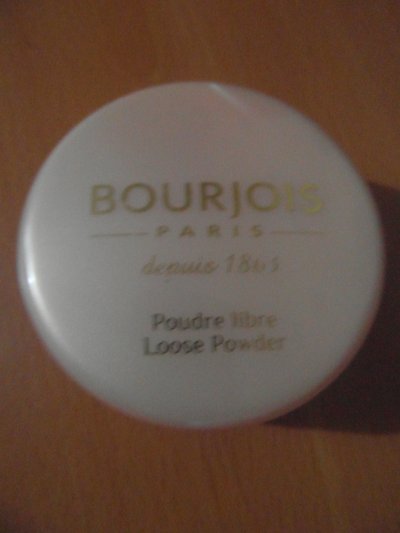 BOURJOIS
PARIS
depuis 1863
Poudre libre
Loose Powder